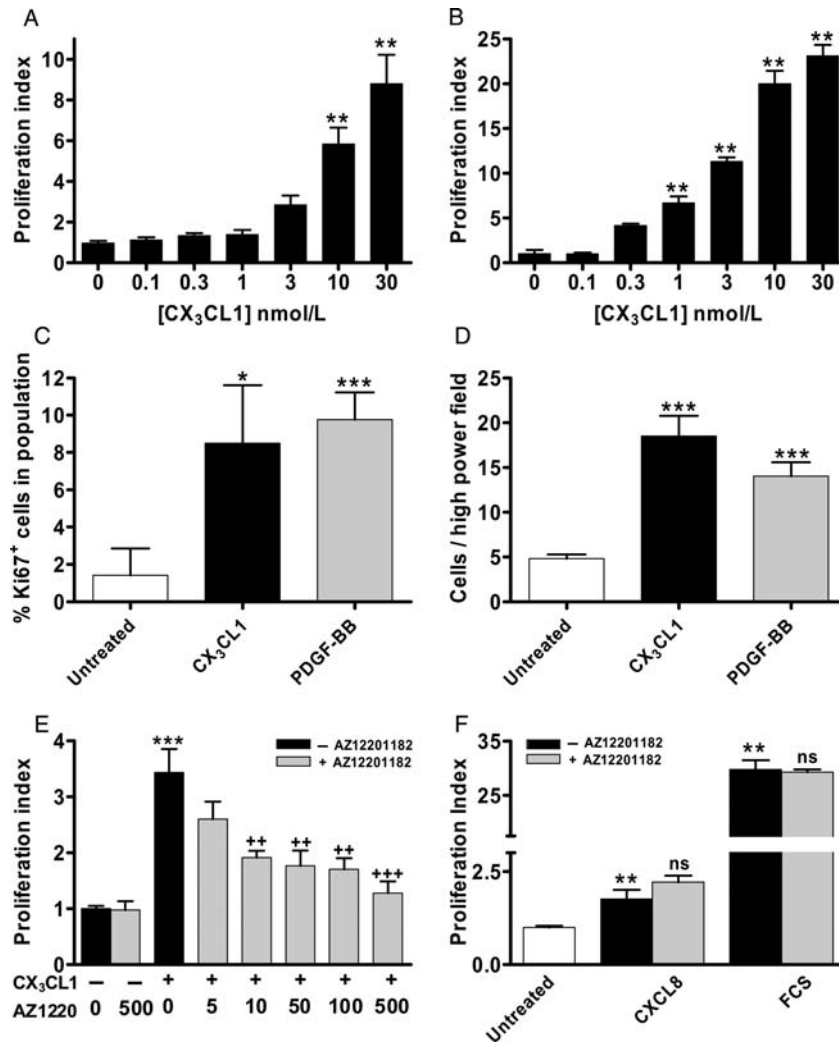 A
Proliferation index
10
8
6
4
2
0
**
**
0 0.1 0.3 1 3 10 30
[CX3CL1] nmol/L
B
Proliferation index
25
20
15
10
5
0
**
**
**
**
0 0.1 0.3 1 3 10 30
[CX3CL1] nmol/L
C
% Ki67+ cells in population
12
10
8
6
4
2
0
*
***
Untreated
CX3CL1
PDGF-BB
D
Cells / high power field
25
20
15
10
5
0
***
***
Untreated
CX3CL1
PDGF-BB
E
Proliferation index
4
3
2
1
0
***
++
++
++
+++
– AZ12201182
+ AZ12201182
CX3CL1 – – + + + + + +
AZ1220 0 500 0 5 10 50 100 500
F
Proliferation Index
35
25
2.5
0.0
– AZ12201182
+ AZ12201182
**
ns
**
ns
Untreated
CXCL8
FCS